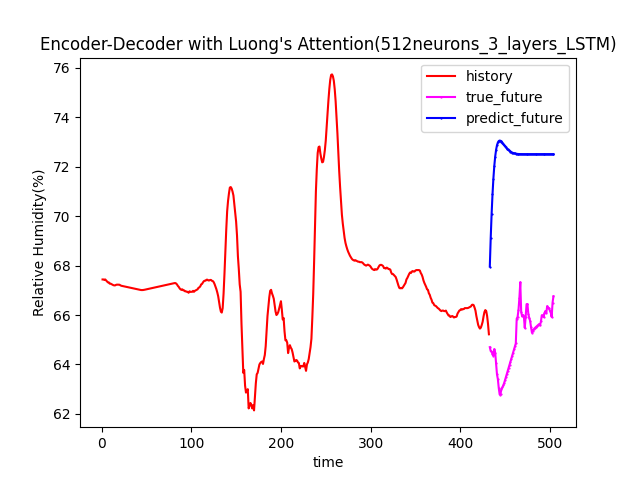 Encoder-Decoder with Luong's Attention(512neurons_3_layers_LSTM)
76
74
72
70
68
66
64
62
Relative Humidity(%)
history
true_future
predict_future
0
100
200
300
400
500
time